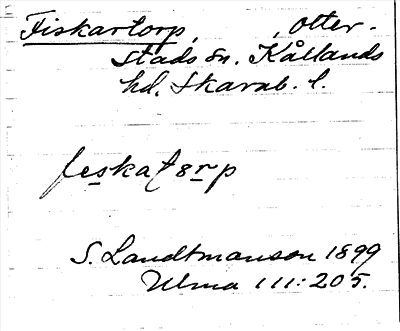 Fiskartorp, , Otter-
stads sn. Kållands
hd. Skarab. l.
feskatorp
S. Landtmanson 1899
Ulma 111:205.